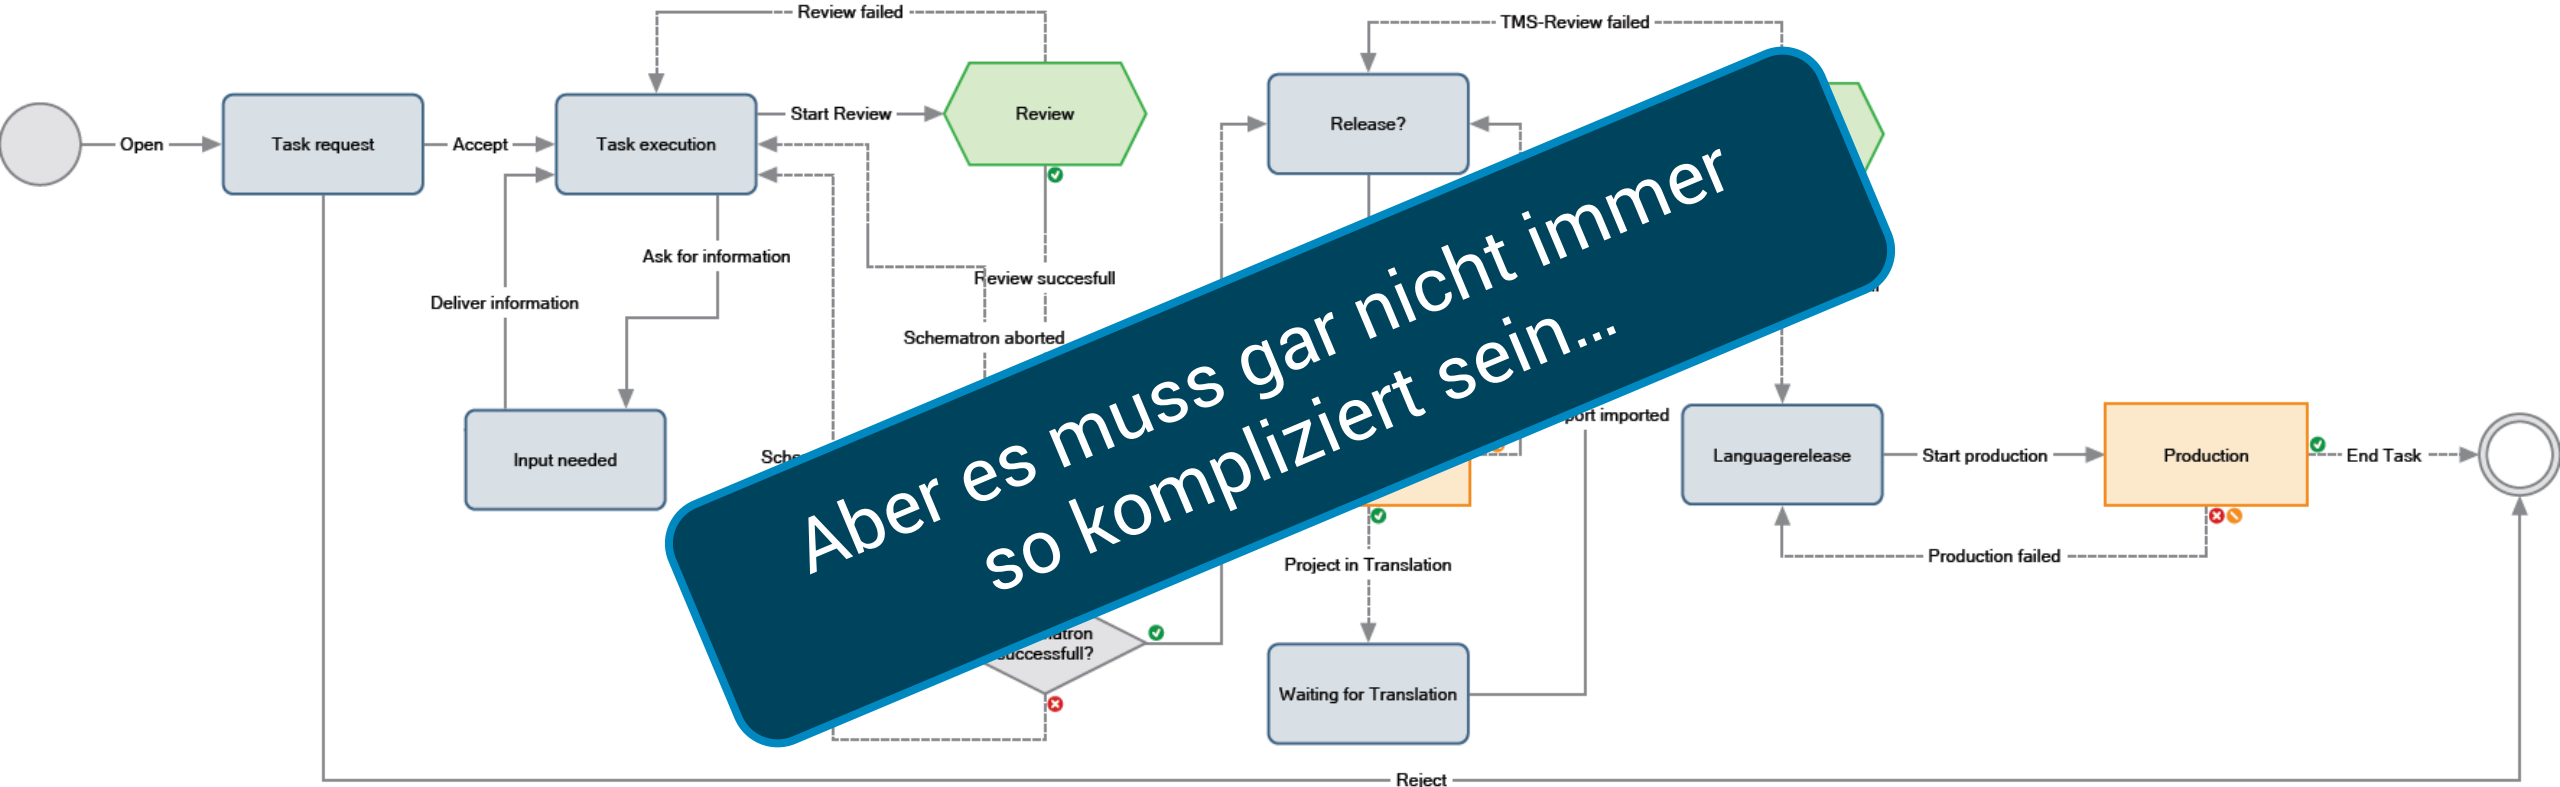 Review failed
TMS-Review failed
Open
Task request
Accept
Task execution
Start Review
Review
Release?
Ask for information
Deliver information
Review succesfull
Schematron aborted
Aber es muss gar nicht immer
so kompliziert sein...
imported
Input needed
Languagerelease
Start production
Production
End Task
Production failed
Project in Translation
successfull?
Waiting for Translation
Reject